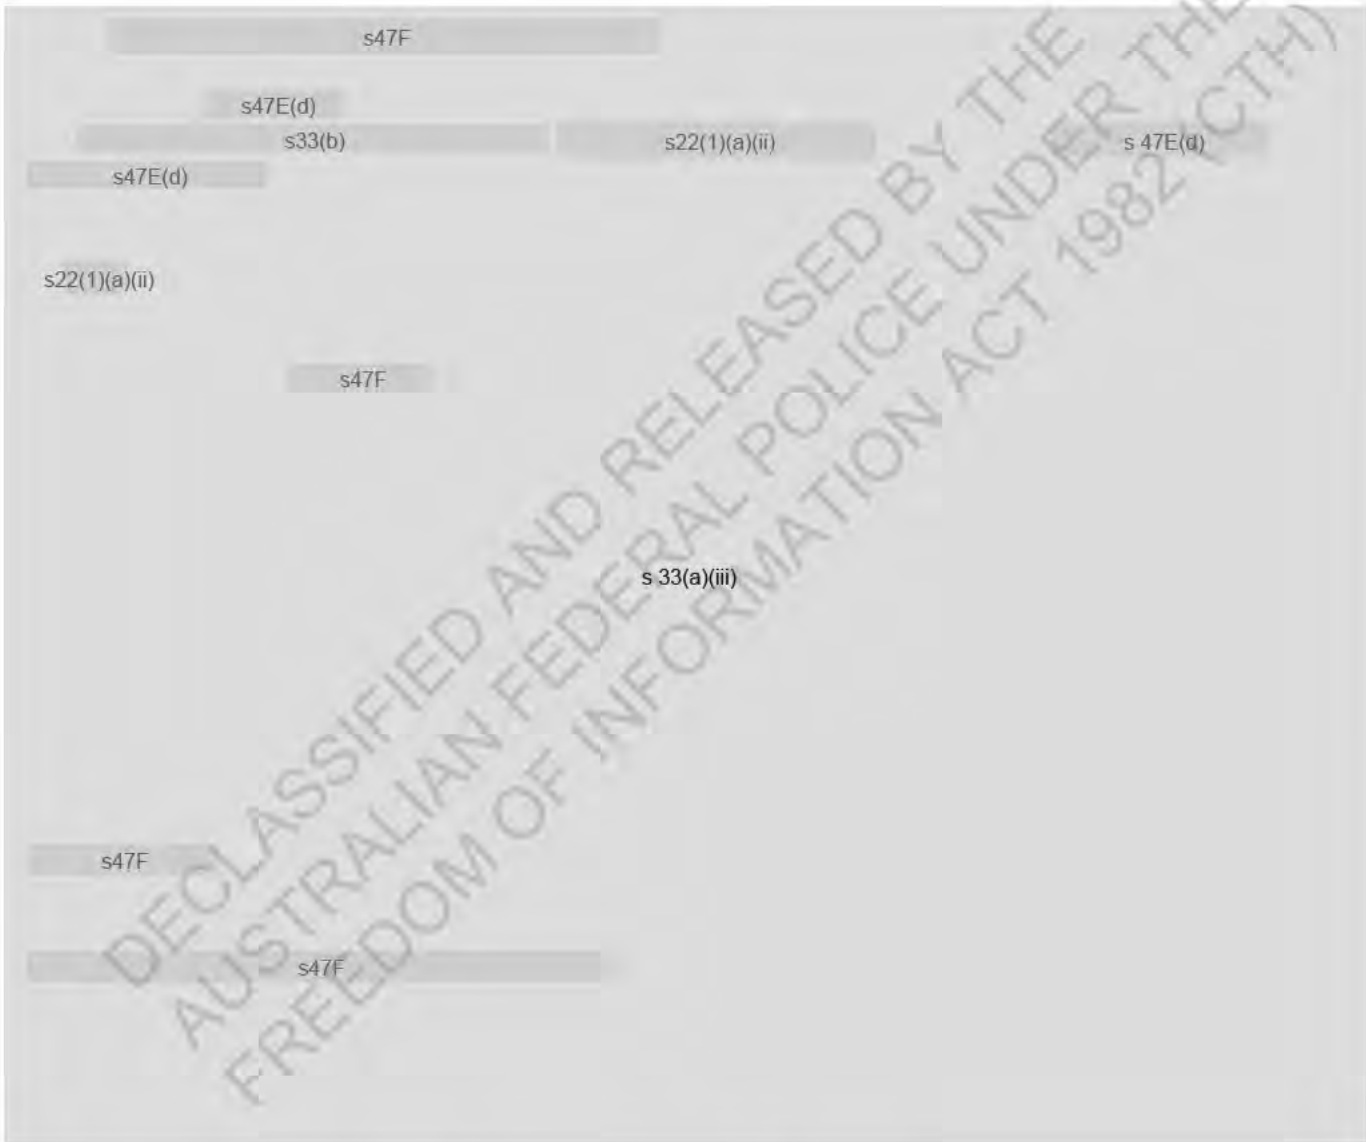 s47F
s47E(d)
s33(b) s22(1)(a)(ii) s 47E(d)
s47E(d)
s22(1)(a)(ii)
s47F
s 33(a)(iii)
s47F
s47F
DECLASSIFIED AND RELEASED BY THE
AUSTRALIAN FEDERAL POLICE UNDER THE
FREEDOM OF INFORMATION ACT 1982 (CTH)